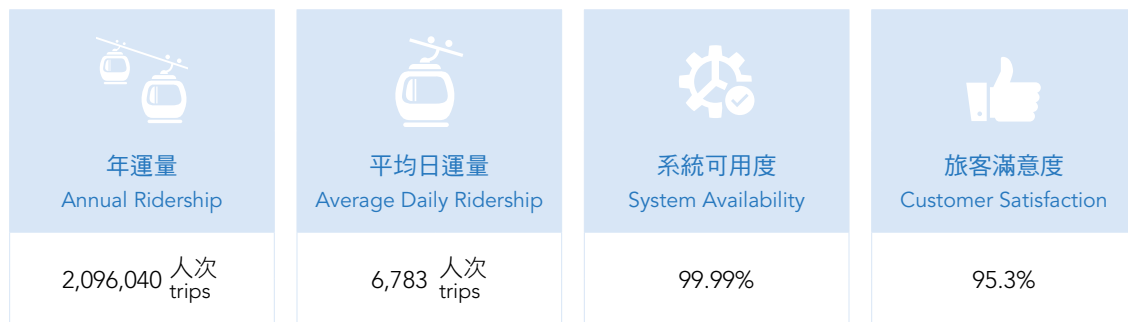 年運量
Annual Ridership
2,096,040 人次
trips
平均日運量
Average Daily Ridership
6,783 人次
trips
系統可用度
System Availability
99.99%
旅客滿意度
Customer Satisfaction
95.3%